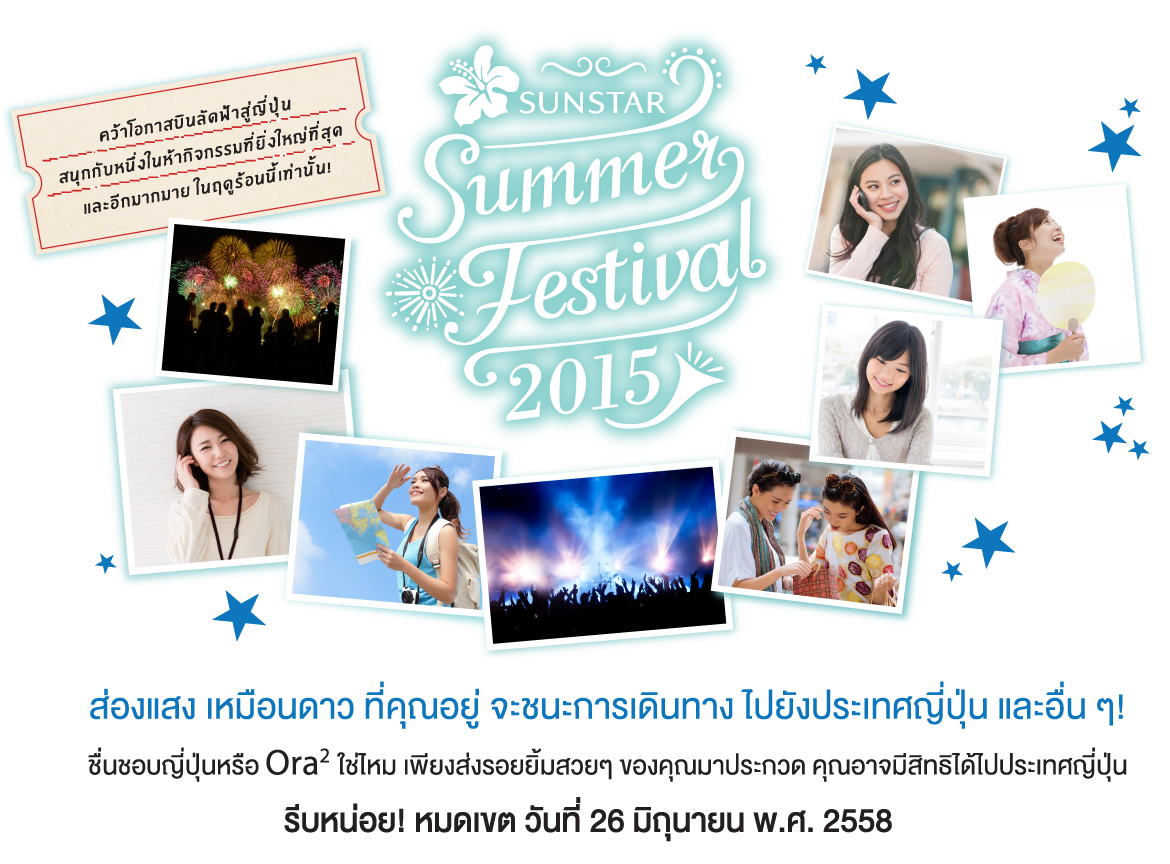 คว้าโอกาสบินลัดฟ้าสู่ญี่ปุ่น
สนุกกับหนึ่งในห้ากิจกรรมที่ยิ่งใหญ่ที่สุด
และอีกมากมาย ในฤดูร้อนนี้เท่านั้น!
SUNSTAR
Summer
Festival
2015
ส่องแสง เหมือนดาว ที่คุณอยู่ จะชนะการเดินทาง ไปยังประเทศญี่ปุ่น และอื่น ๆ!
ชื่นชอบญี่ปุ่นหรือ Ora² ใช่ไหม เพียงส่งรอยยิ้มสวยๆ ของคุณมาประกวด คุณอาจมีสิทธิได้ไปประเทศญี่ปุ่น
รีบหน่อย! หมดเขต วันที่ 26 มิถุนายน พ.ศ. 2558